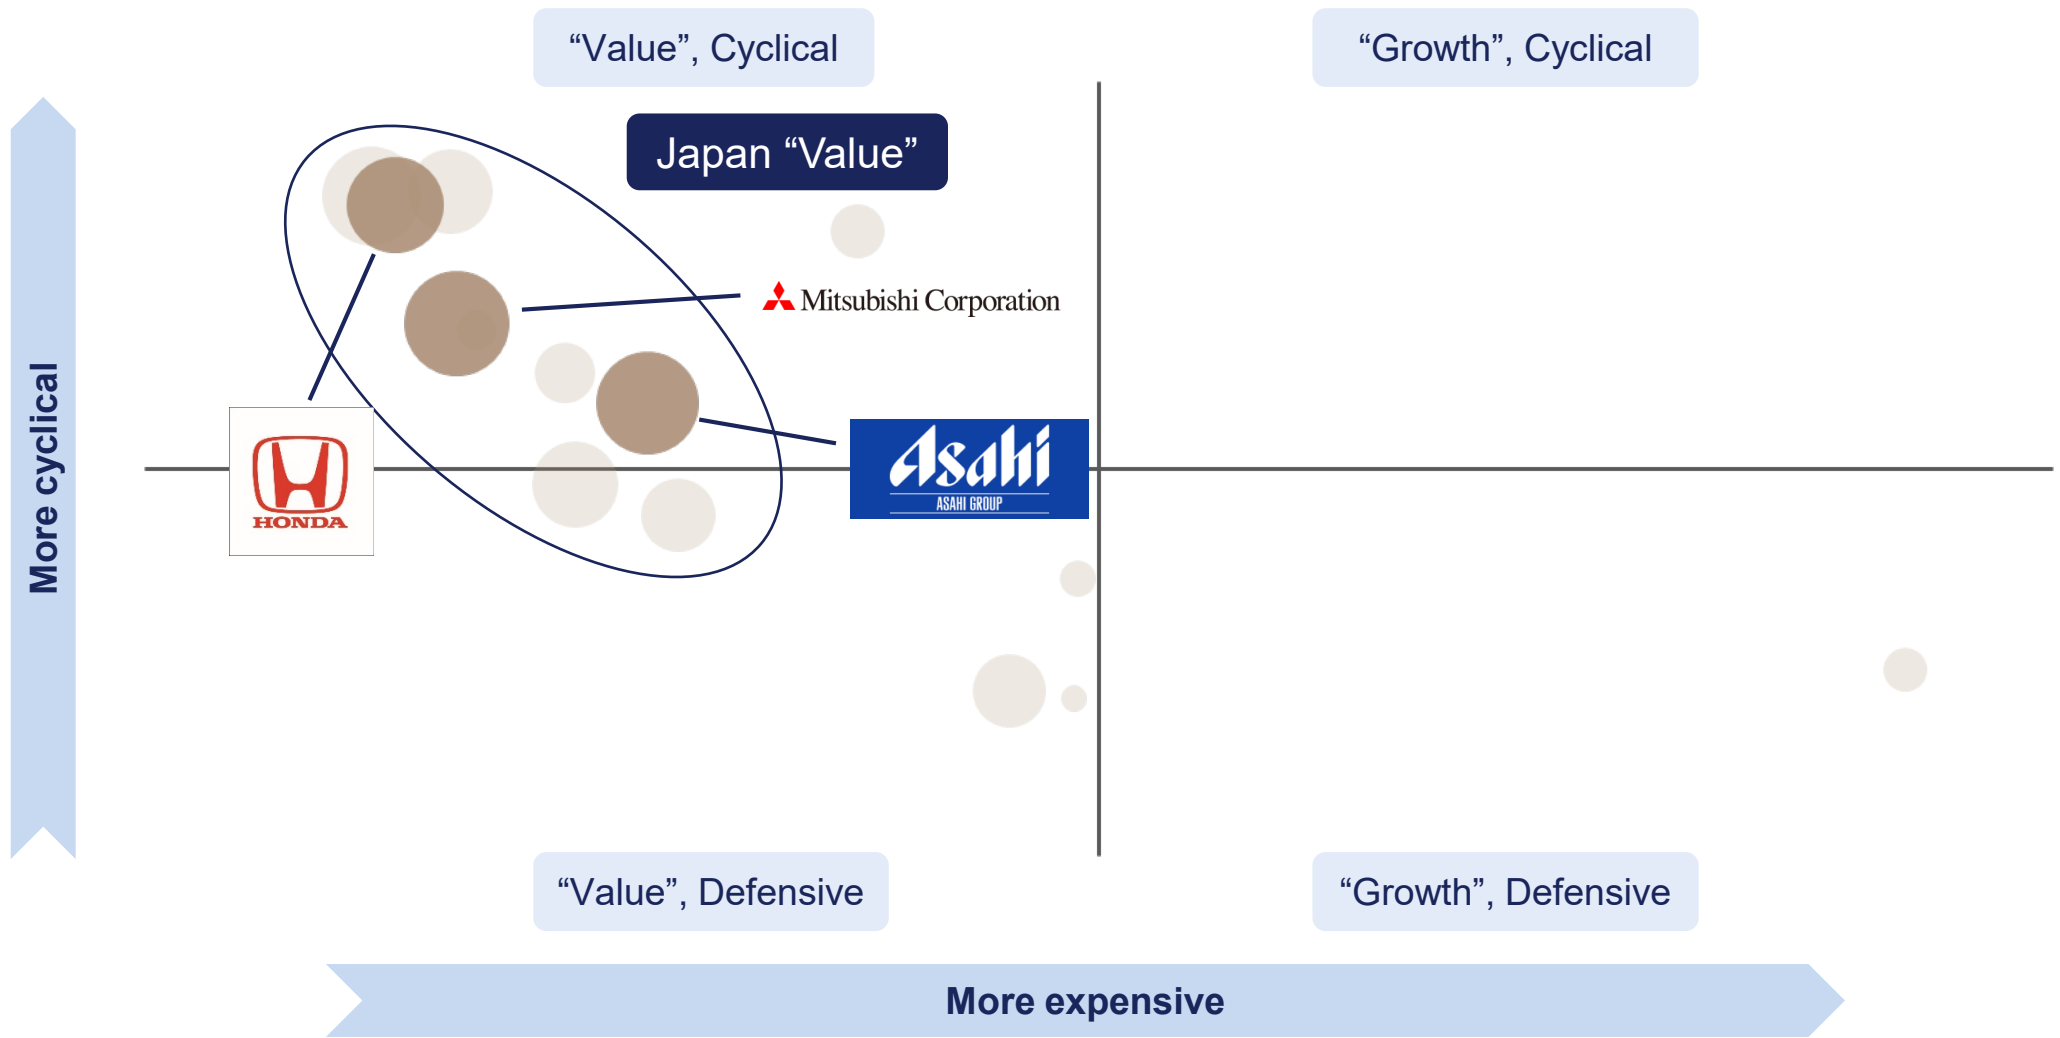 “Value”, Cyclical
“Growth”, Cyclical
Japan “Value”
Mitsubishi Corporation
More cyclical
HONDA
Asahi
ASAHI GROUP
“Value”, Defensive
“Growth”, Defensive
More expensive